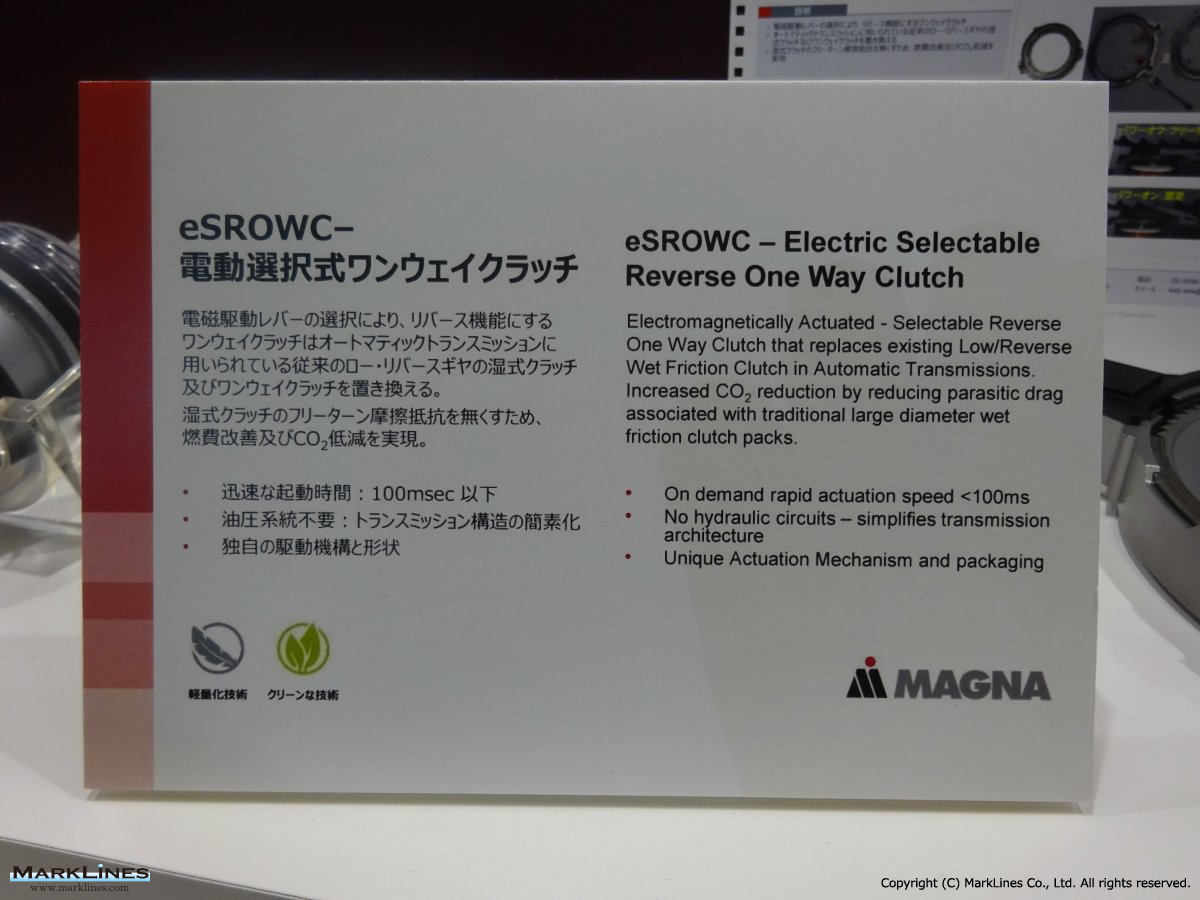 説明
eSROWC–
電動選択式ワンウェイクラッチ
電磁駆動レバーの選択により、リバース機能にする
ワンウェイクラッチはオートマティックトランスミッションに
用いられている従来のロー・リバースギヤの湿式クラッチ
及びワンウェイクラッチを置き換える。
湿式クラッチのフリーターン摩擦抵抗を無くすため、
燃費改善及びCO2低減を実現。
• 迅速な起動時間：100msec 以下
• 油圧系統不要：トランスミッション構造の簡素化
• 独自の駆動機構と形状
軽量化技術
クリーンな技術
eSROWC – Electric Selectable
Reverse One Way Clutch
Electromagnetically Actuated - Selectable Reverse
One Way Clutch that replaces existing Low/Reverse
Wet Friction Clutch in Automatic Transmissions.
Increased CO2 reduction by reducing parasitic drag
associated with traditional large diameter wet
friction clutch packs.
• On demand rapid actuation speed <100ms
• No hydraulic circuits – simplifies transmission
architecture
• Unique Actuation Mechanism and packaging
MAGNA
パワーオン 固定
MARKLINES
www.marklines.com
Copyright (C) MarkLines Co., Ltd. All rights reserved.